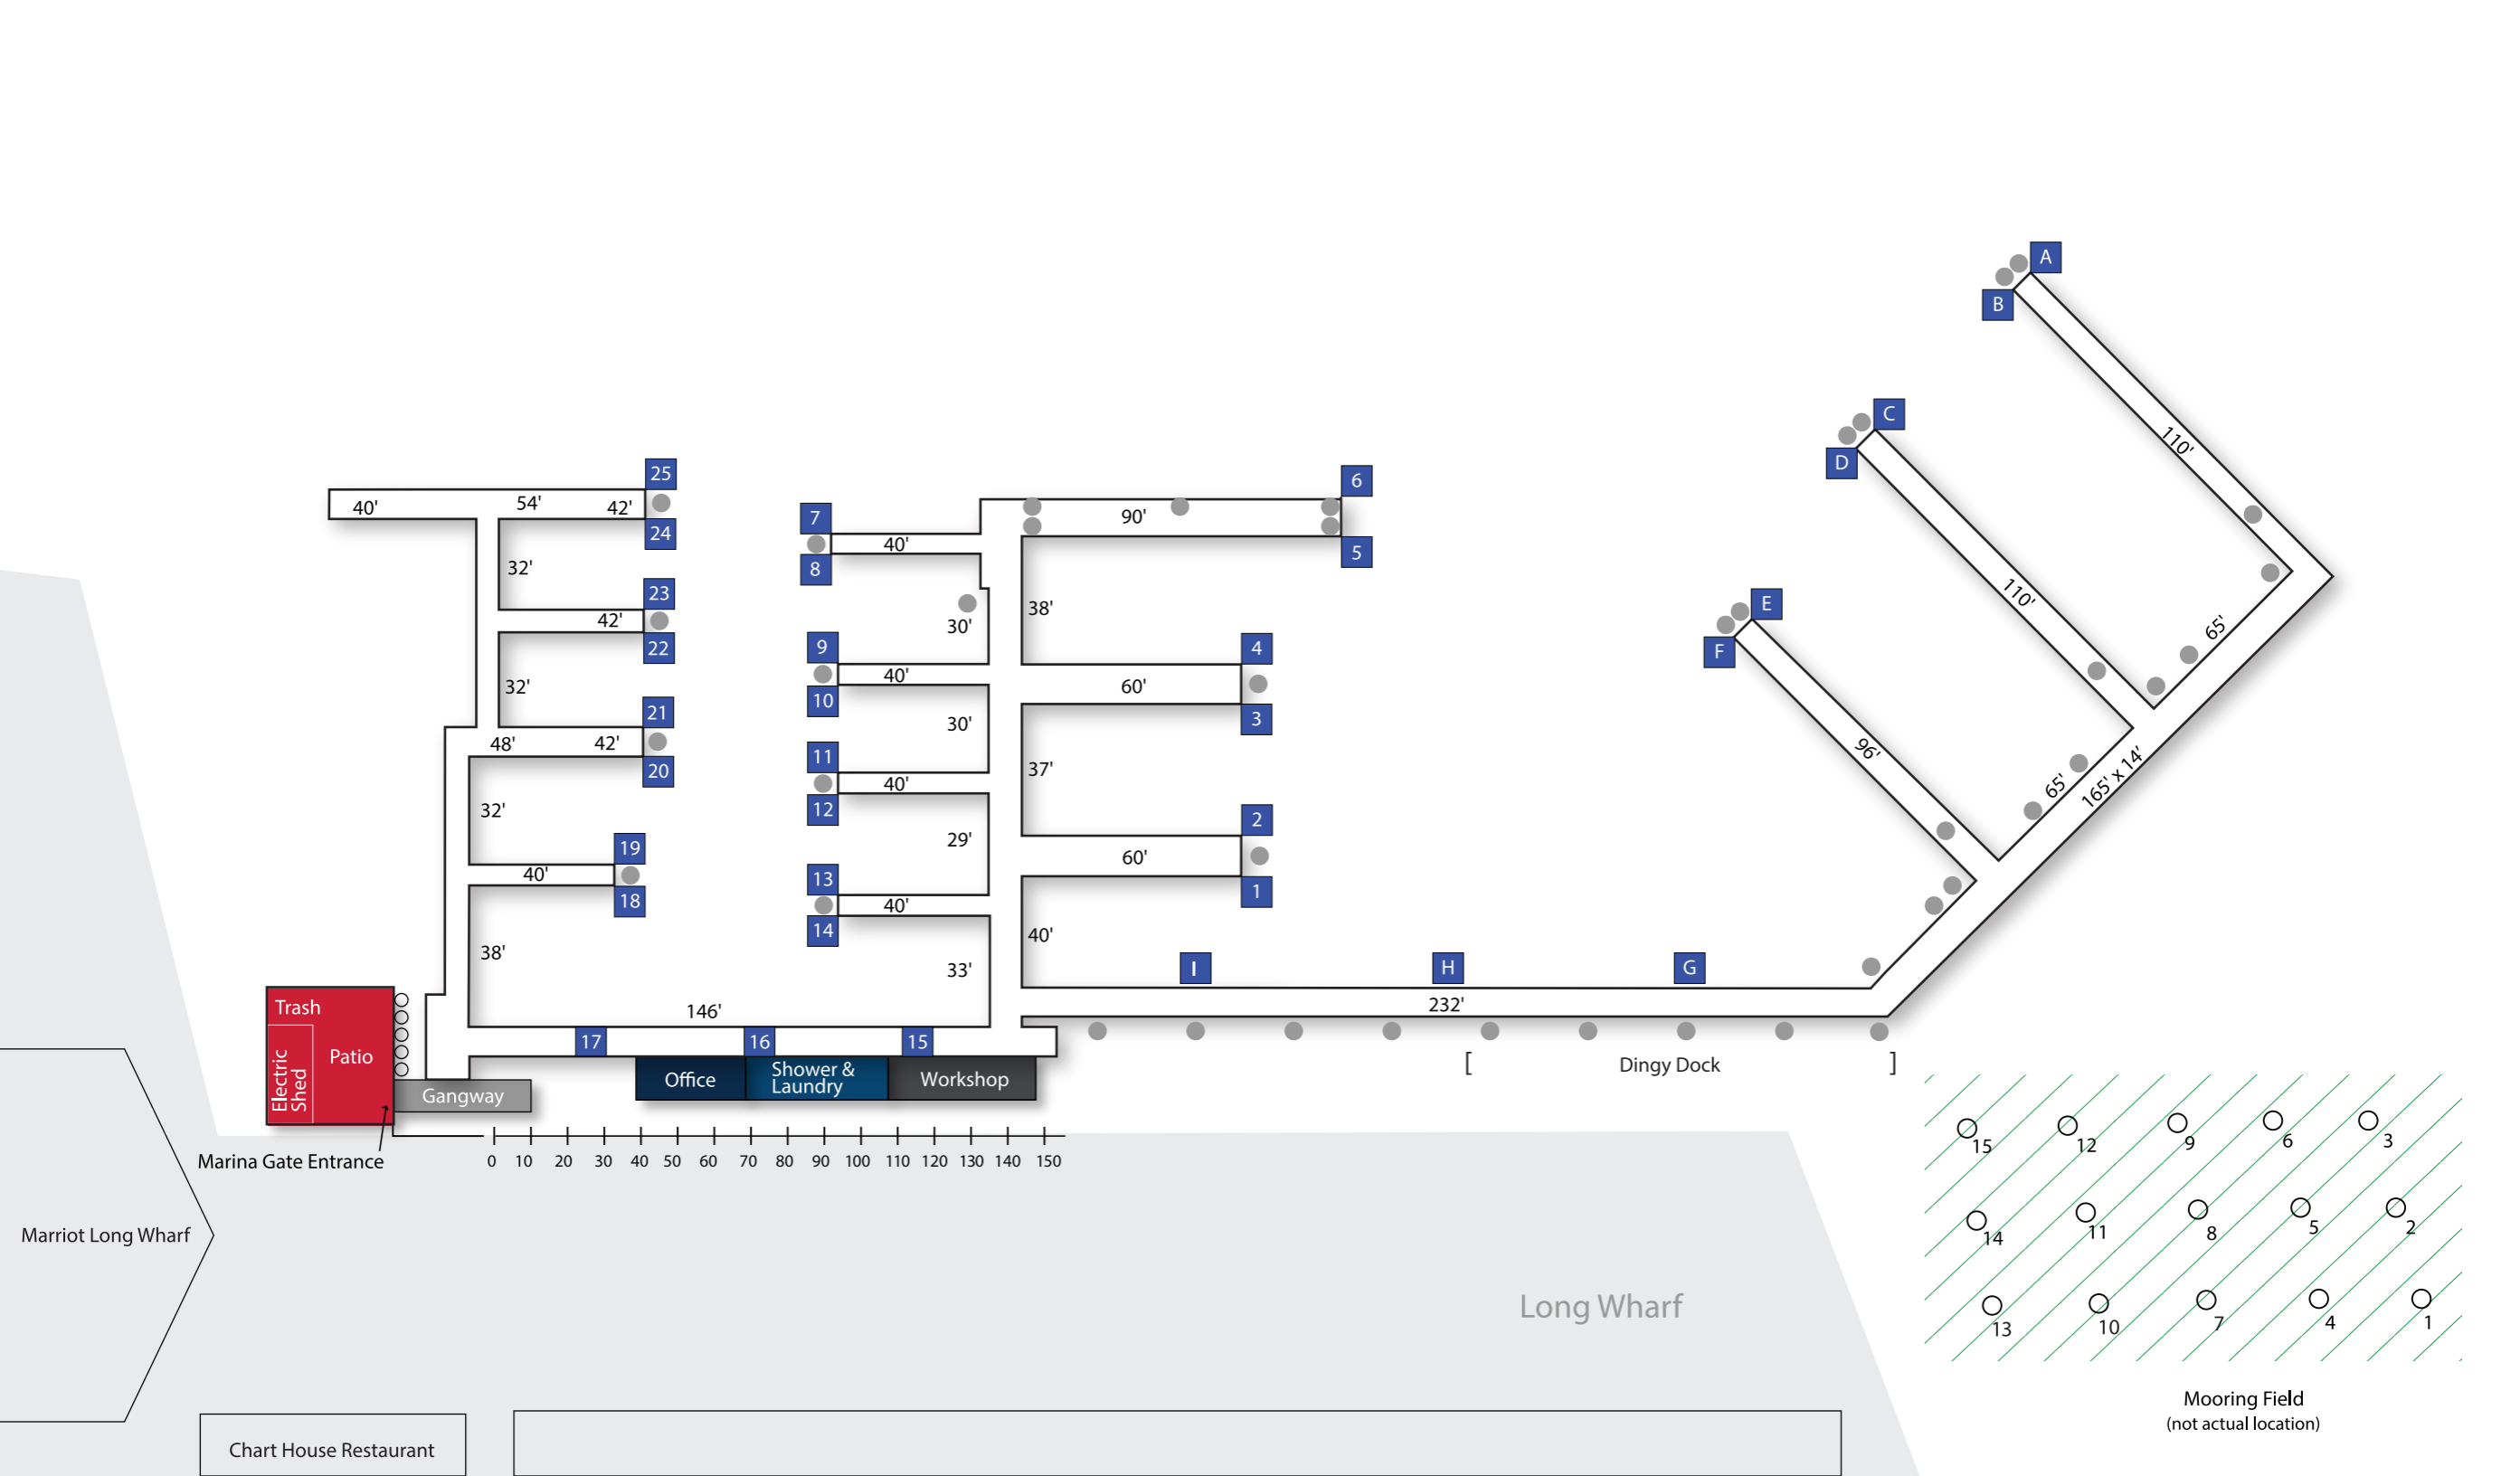 A
B
C
D
110'
25
6
40'
54'
42'
24
7
90'
40'
8
5
32'
110'
23
E
42'
38'
30'
65'
22
9
4
F
32'
40'
60'
10
21
3
30'
48'
42'
11
96'
20
37'
65'
165' x 14'
40'
32'
12
2
29'
19
60'
40'
13
1
18
40'
14
40'
38'
33'
I
H
G
Trash
146'
232'
17
16
15
Electric
Shed
Patio
Office
Shower &
Laundry
Workshop
[ Dingy Dock ]
Gangway
Marina Gate Entrance
0 10 20 30 40 50 60 70 80 90 100 110 120 130 140 150
15 12 9 6 3
14 11 8 5 2
13 10 7 4 1
Marriot Long Wharf
Long Wharf
Mooring Field
(not actual location)
Chart House Restaurant